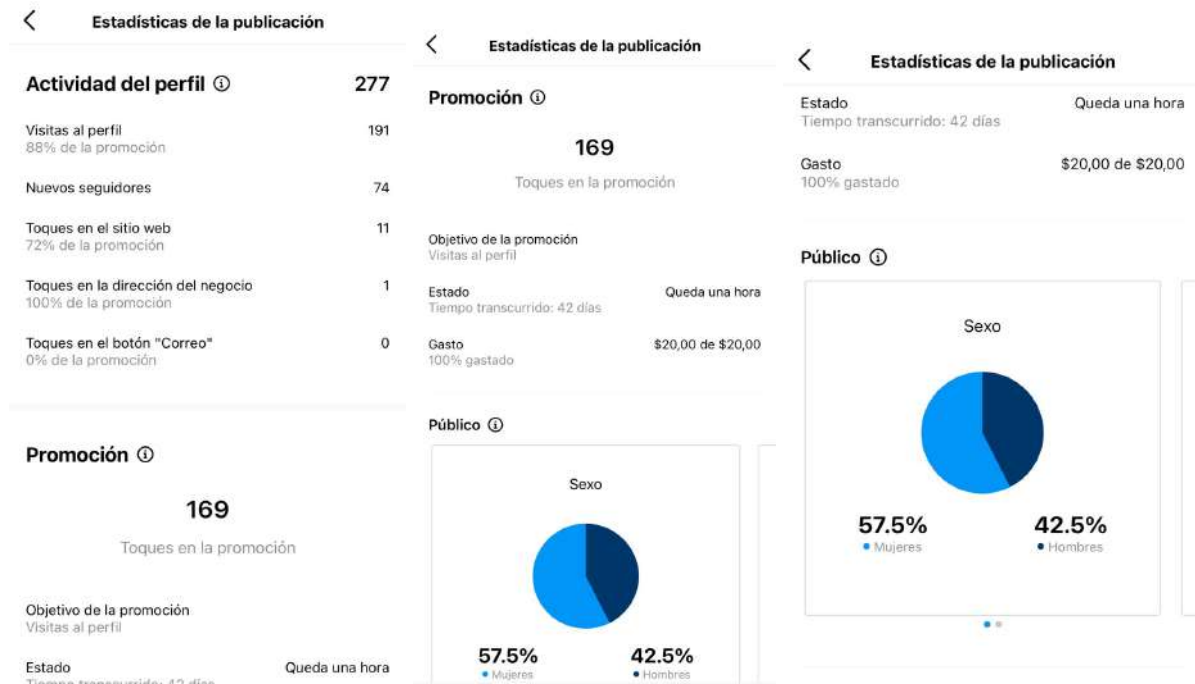 Estadísticas de la publicación
Actividad del perfil 277
Visitas al perfil 191
88% de la promoción
Nuevos seguidores 74
Toques en el sitio web 11
72% de la promoción
Toques en la dirección del negocio 1
100% de la promoción
Toques en el botón "Correo" 0
0% de la promoción
Promoción
169
Toques en la promoción
Objetivo de la promoción
Visitas al perfil
Estado Queda una hora
Tiempo transcurrido: 42 días
Estadísticas de la publicación
Promoción
169
Toques en la promoción
Objetivo de la promoción
Visitas al perfil
Estado Queda una hora
Tiempo transcurrido: 42 días
Gasto $20,00 de $20,00
100% gastado
Público
Sexo
57.5% 42.5%
Mujeres Hombres
Estadísticas de la publicación
Estado Queda una hora
Tiempo transcurrido: 42 días
Gasto $20,00 de $20,00
100% gastado
Público
Sexo
57.5% 42.5%
Mujeres Hombres